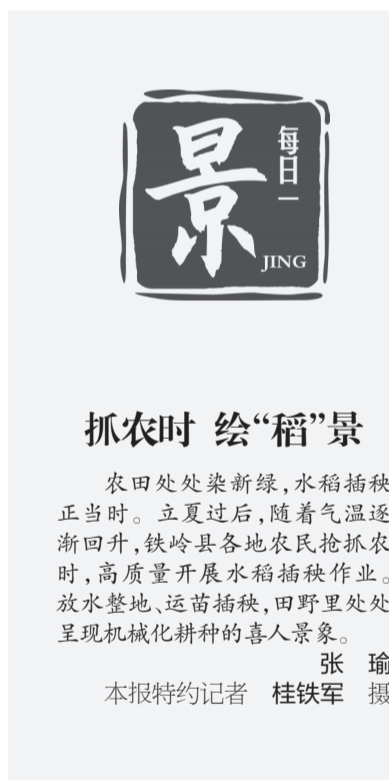 每日一
景
JING
抓农时 绘“稻”景
农田处处染新绿,水稻插秧
正当时。立夏过后,随着气温逐
渐回升,铁岭县各地农民抢抓农
时,高质量开展水稻插秧作业。
放水整地、运苗插秧,田野里处处
呈现机械化耕种的喜人景象。
张 瑜
本报特约记者 桂铁军 摄